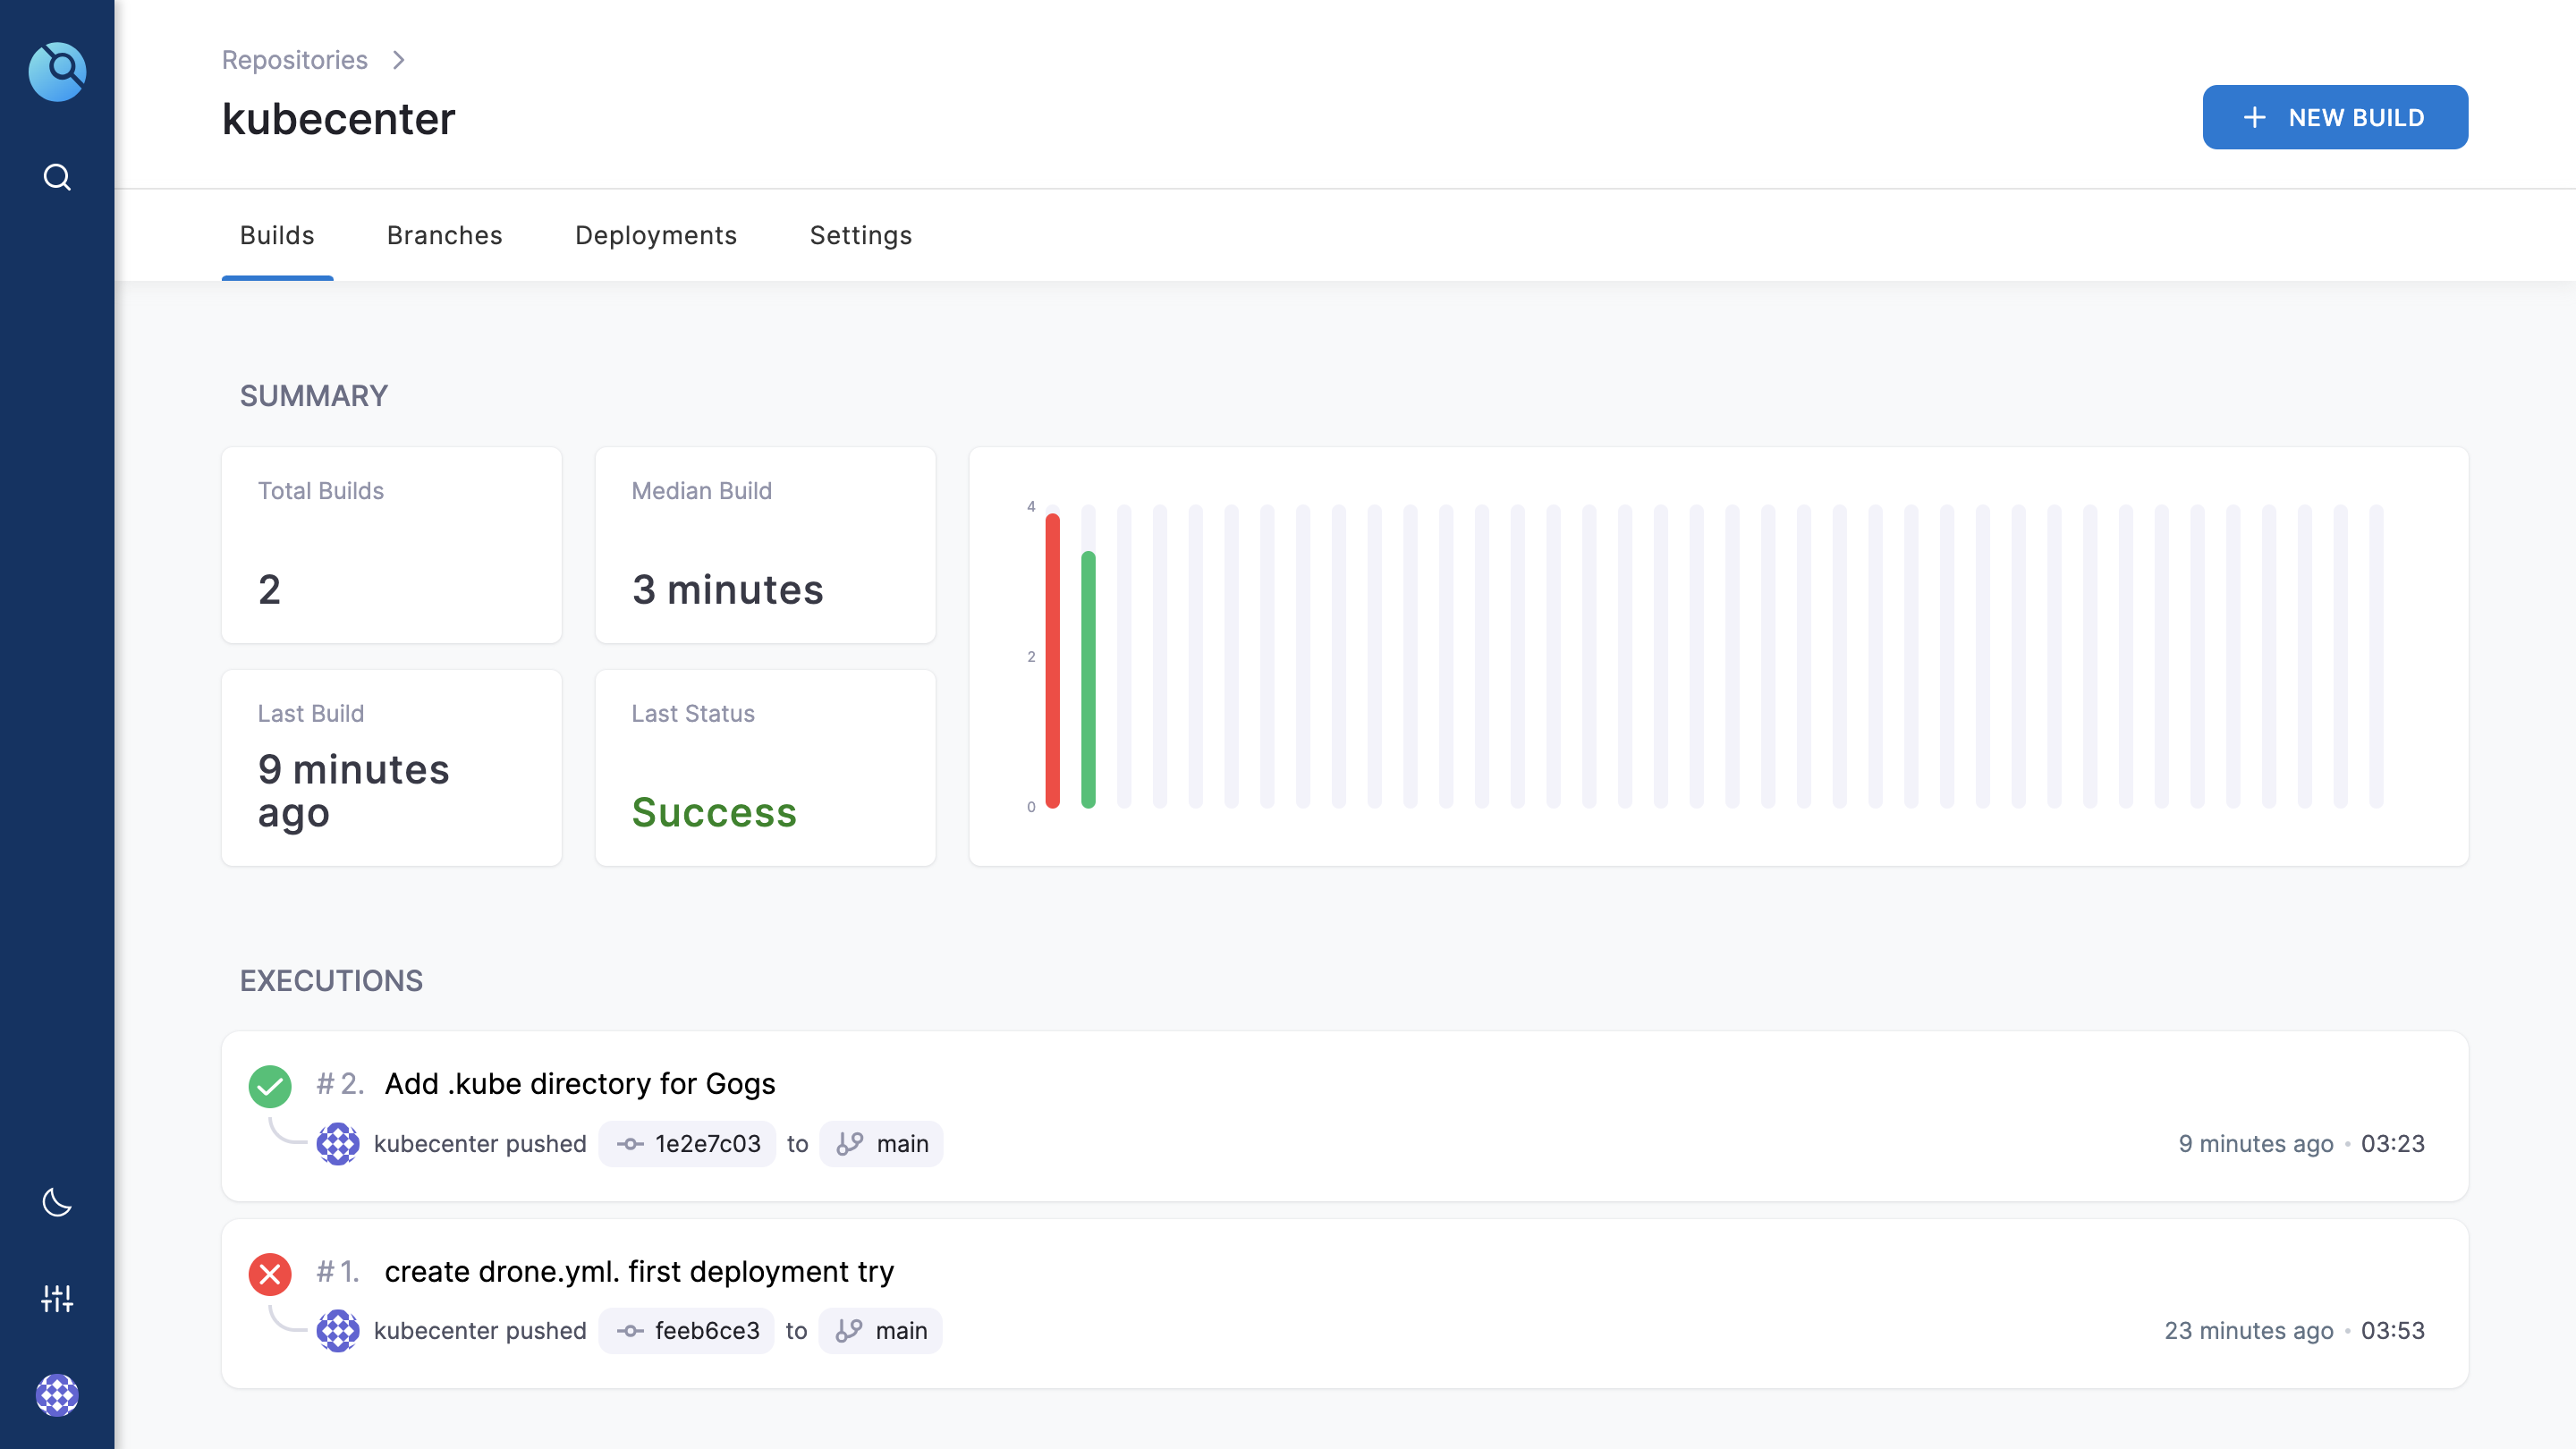 Repositories
kubecenter
NEW BUILD
Builds
Branches
Deployments
Settings
SUMMARY
Total Builds
2
Median Build
3 minutes
Last Build
9 minutes
ago
Last Status
Success
4
2
0
EXECUTIONS
# 2. Add .kube directory for Gogs
kubecenter pushed 1e2e7c03 to main
9 minutes ago • 03:23
# 1. create drone.yml. first deployment try
kubecenter pushed feeb6ce3 to main
23 minutes ago • 03:53